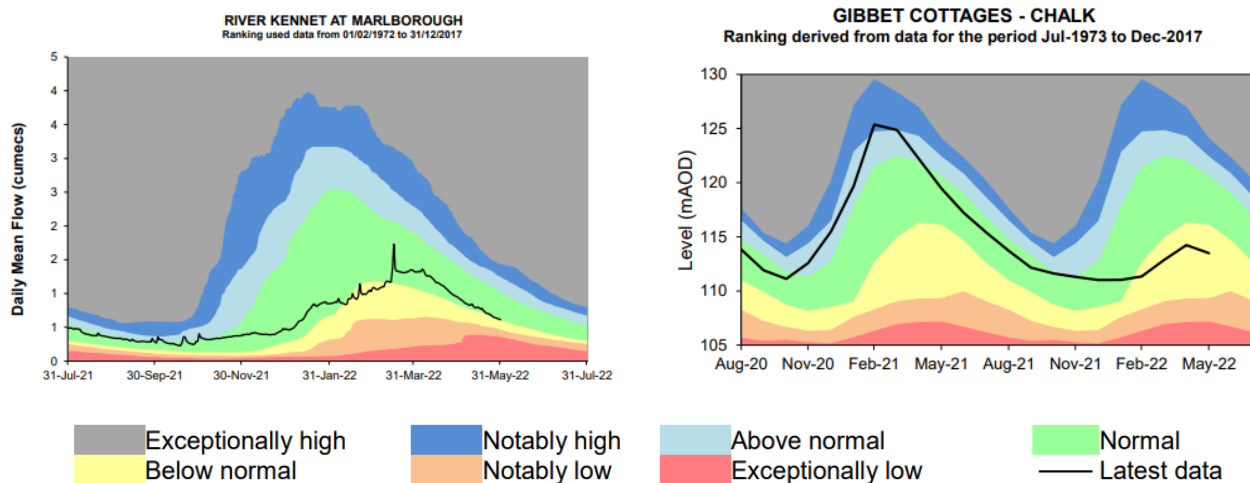 RIVER KENNET AT MARLBOROUGH
Ranking used data from 01/02/1972 to 31/12/2017
Daily Mean Flow (cumecs)
5
4
4
3
3
2
2
1
1
0
31-Jul-21
30-Sep-21
30-Nov-21
31-Jan-22
31-Mar-22
31-May-22
31-Jul-22
GIBBET COTTAGES - CHALK
Ranking derived from data for the period Jul-1973 to Dec-2017
Level (mAOD)
130
125
120
115
110
105
Aug-20
Nov-20
Feb-21
May-21
Aug-21
Nov-21
Feb-22
May-22
Exceptionally high
Notably high
Above normal
Normal
Below normal
Notably low
Exceptionally low
Latest data